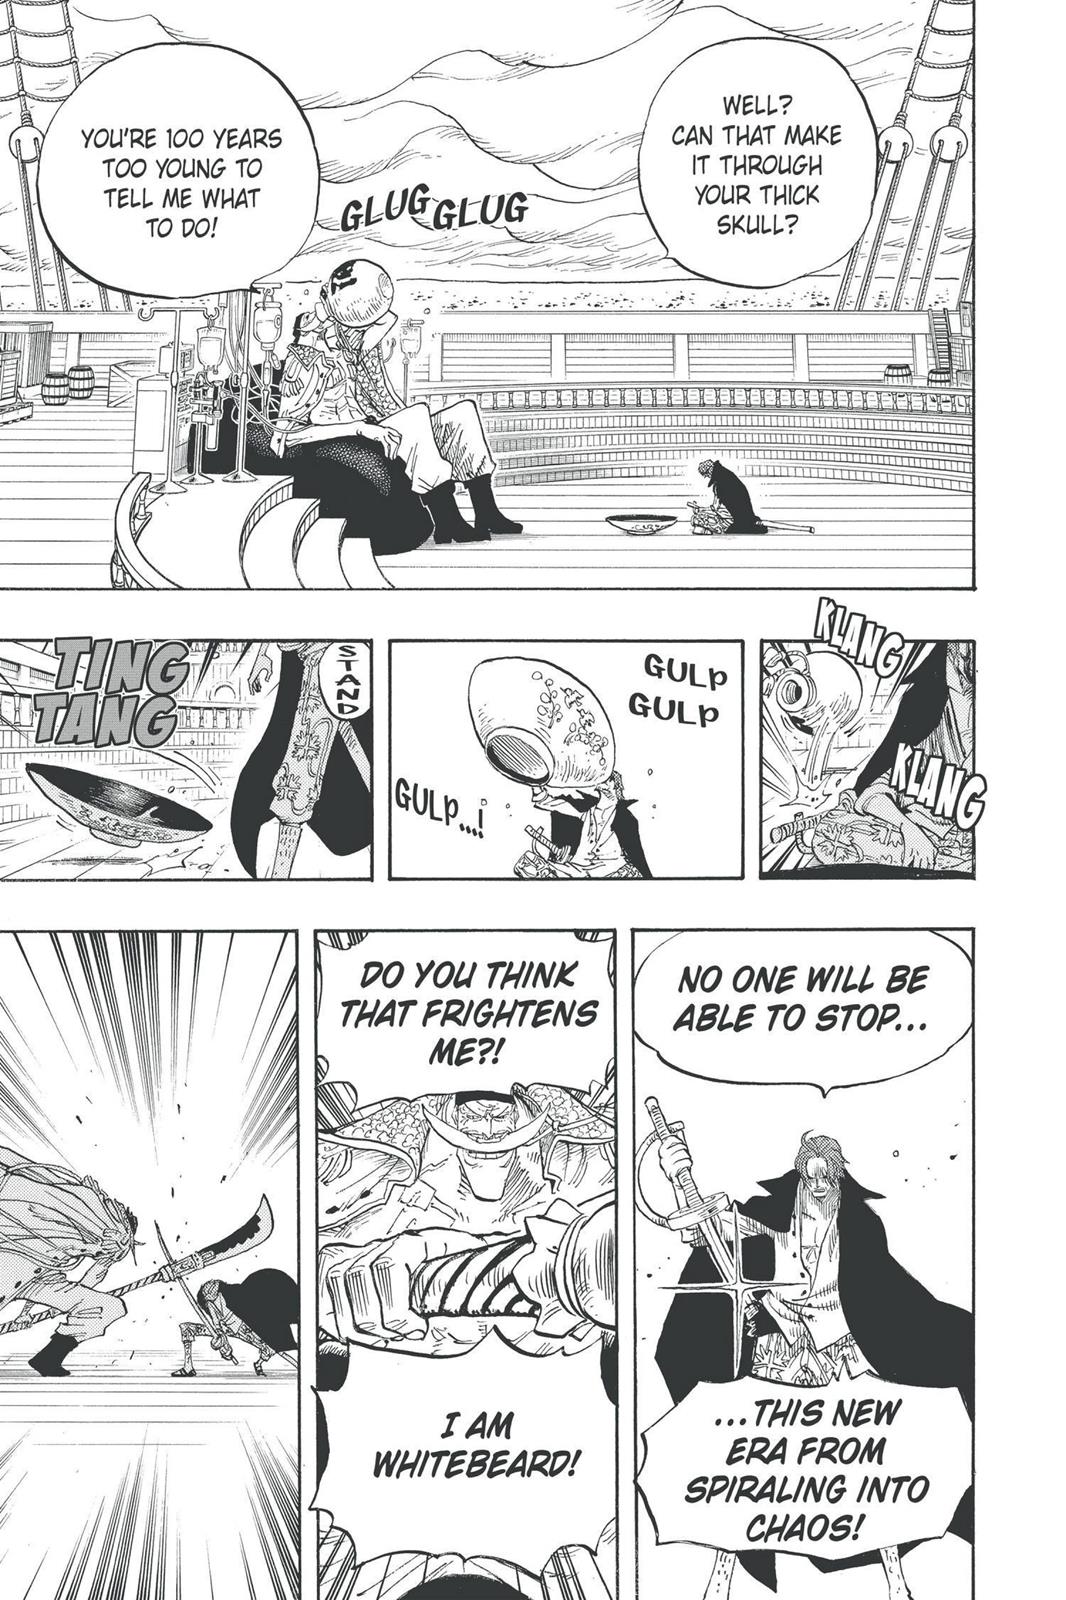 WELL?
CAN THAT MAKE
IT THROUGH
YOUR THICK
SKULL?
GLUG GLUG
YOU'RE 100 YEARS
TOO YOUNG TO
TELL ME WHAT
TO DO!
KLANG
KLANG
GULP
GULP
GULP...!
STAND
TING
TANG
NO ONE WILL BE
ABLE TO STOP...
...THIS NEW
ERA FROM
SPIRALING INTO
CHAOS!
DO YOU THINK
THAT FRIGHTENS
ME?!
I AM
WHITEBEARD!